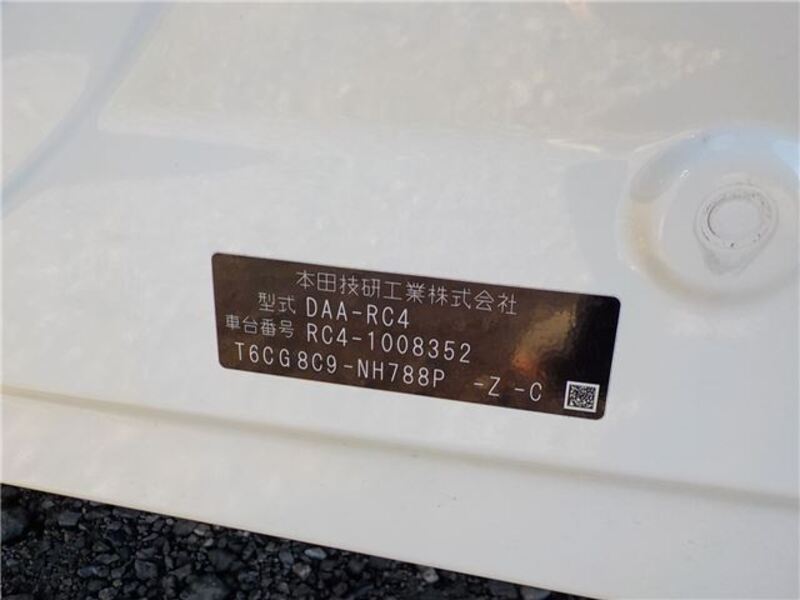 本田技研工業株式会社
型式 DAA-RC4
車台番号 RC4-1008352
T6CG8C9-NH788P -Z -C